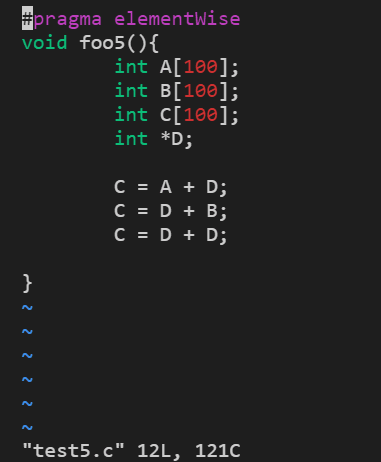 #pragma elementWise
void foo5(){
        int A[100];
        int B[100];
        int C[100];
        int *D;

        C = A + D;
        C = D + B;
        C = D + D;

}
~
~
~
~
~
~
"test5.c" 12L, 121C